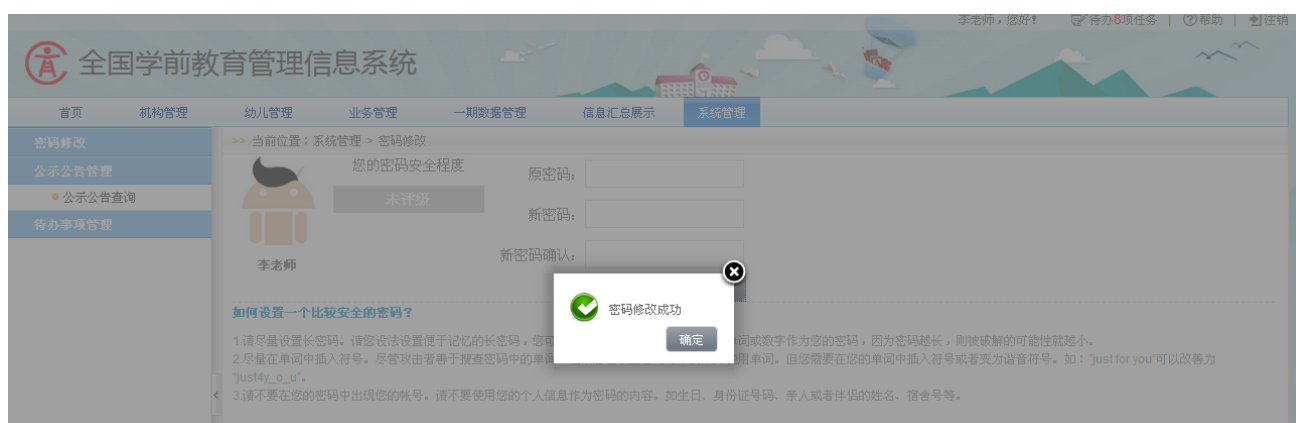 李老师，您好！ 待办8项任务 | 帮助 | 注销
全国学前教育管理信息系统
首页 机构管理 幼儿管理 业务管理 一期数据管理 信息汇总展示 系统管理
密码修改
公示公告管理
公示公告查询
待办事项管理
>> 当前位置：系统管理 > 密码修改
您的密码安全程度
未评级
李老师
原密码：
新密码：
新密码确认：
密码修改成功
确定
如何设置一个比较安全的密码？
1.请尽量设置长密码。请您设法设置便于记忆的长密码，您可 单词或数字作为您的密码，因为密码越长，则被破解的可能性就越小。
2.尽量在单词中插入符号。尽管攻击者善于搜查密码中的单词 用单词。但您需要在您的单词中插入符号或者变为谐音符号。如："just for you"可以改善为
"just4y_o_u"。
3.请不要在您的密码中出现您的帐号。请不要使用您的个人信息作为密码的内容。如生日、身份证号码、亲人或者伴侣的姓名、宿舍号等。